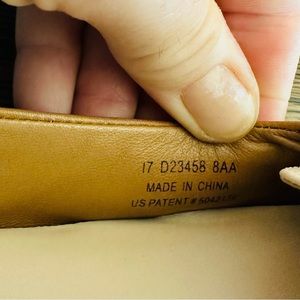 17 D23458 8AA
MADE IN CHINA
US PATENT #